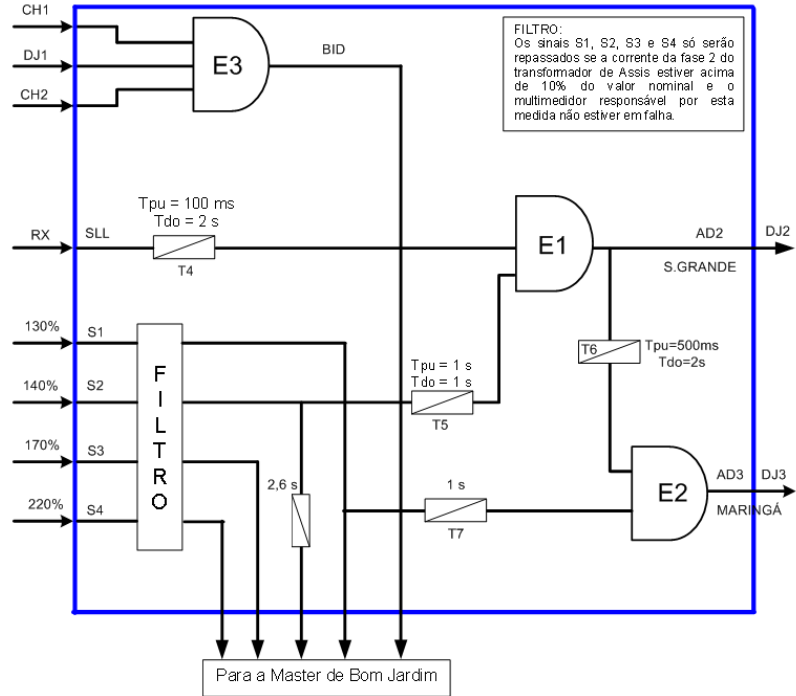 CH1
DJ1
CH2
E3
BID
FILTRO:
Os sinais S1, S2, S3 e S4 só serão
repassados se a corrente da fase 2 do
transformador de Assis estiver acima
de 10% do valor nominal e o
multimedidor responsável por esta
medida não estiver em falha.
Tpu = 100 ms
Tdo = 2 s
RX
SLL
T4
E1
AD2
DJ2
S.GRANDE
130%
S1
140%
S2
170%
S3
220%
S4
FILTRO
Tpu = 1 s
Tdo = 1 s
T5
T6
Tpu=500ms
Tdo=2s
2,6 s
1 s
T7
E2
AD3
DJ3
MARINGÁ
Para a Master de Bom Jardim